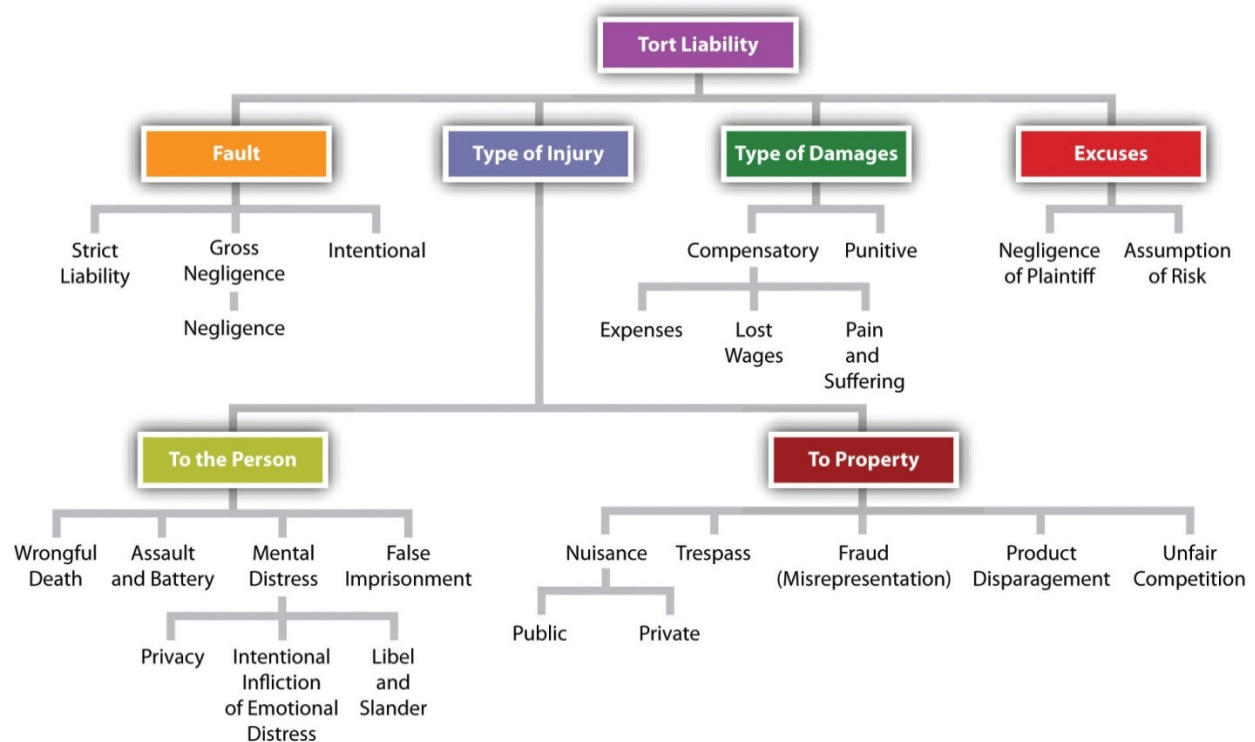 Tort Liability
Fault
Type of Injury
Type of Damages
Excuses
Strict
Liability
Gross
Negligence
Negligence
Intentional
Compensatory
Punitive
Expenses
Lost
Wages
Pain
and
Suffering
Negligence
of Plaintiff
Assumption
of Risk
To the Person
To Property
Wrongful
Death
Assault
and Battery
Mental
Distress
False
Imprisonment
Privacy
Intentional
Infliction
of Emotional
Distress
Libel
and
Slander
Nuisance
Trespass
Fraud
(Misrepresentation)
Product
Disparagement
Unfair
Competition
Public
Private